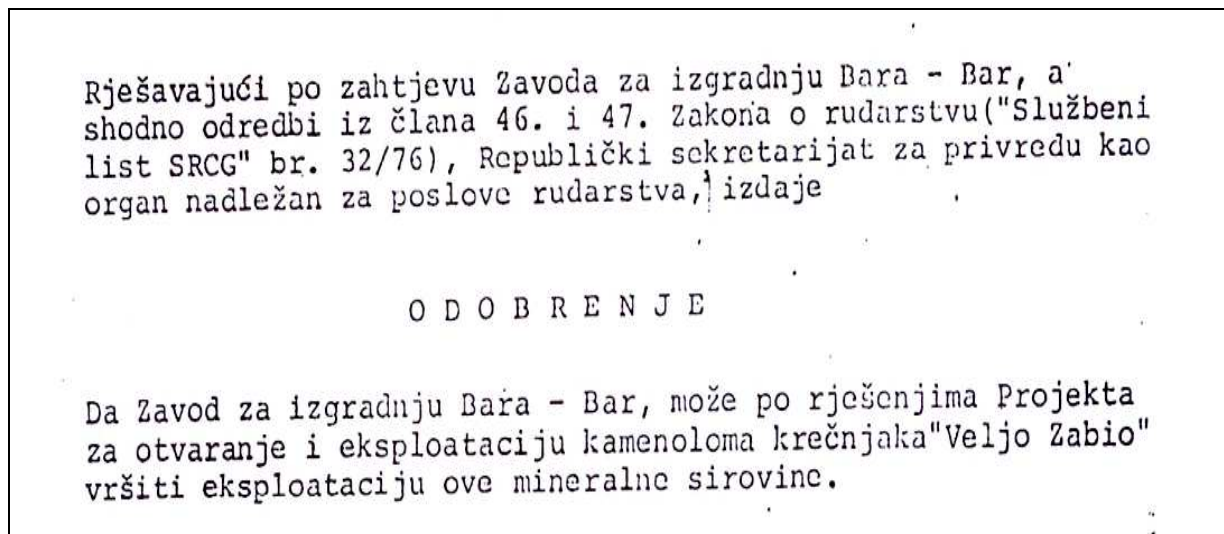 Rješavajući po zahtjevu Zavoda za izgradnju Bara - Bar, a
shodno odredbi iz člana 46. i 47. Zakona o rudarstvu("Službeni
list SRCG" br. 32/76), Republički sekretarijat za privredu kao
organ nadležan za poslove rudarstva, izdaje
O D O B R E N J E
Da Zavod za izgradnju Bara - Bar, može po rješenjima Projekta
za otvaranje i eksploataciju kamenoloma krečnjaka"Veljo Zabio"
vršiti eksploataciju ove mineralne sirovine.